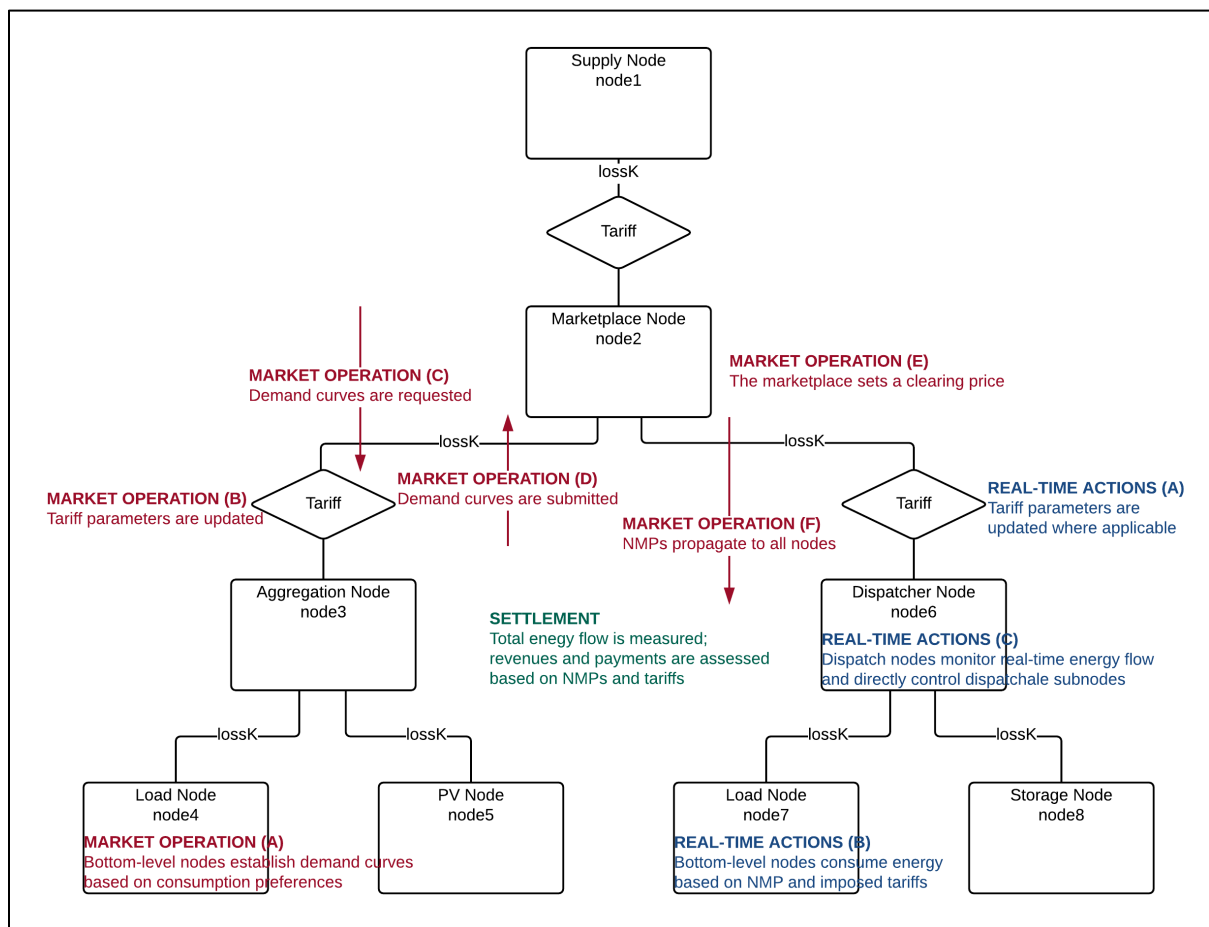 Supply Node
node1
lossK
Tariff
Marketplace Node
node2
MARKET OPERATION (E)
The marketplace sets a clearing price
MARKET OPERATION (C)
Demand curves are requested
lossK
lossK
MARKET OPERATION (D)
Demand curves are submitted
MARKET OPERATION (B)
Tariff parameters are updated
Tariff
MARKET OPERATION (F)
NMPs propagate to all nodes
Tariff
REAL-TIME ACTIONS (A)
Tariff parameters are
updated where applicable
Aggregation Node
node3
SETTLEMENT
Total enegy flow is measured;
revenues and payments are assessed
based on NMPs and tariffs
Dispatcher Node
node6
REAL-TIME ACTIONS (C)
Dispatch nodes monitor real-time energy flow
and directly control dispatchale subnodes
lossK
lossK
lossK
lossK
Load Node
node4
MARKET OPERATION (A)
Bottom-level nodes establish demand curves
based on consumption preferences
PV Node
node5
Load Node
node7
REAL-TIME ACTIONS (B)
Bottom-level nodes consume energy
based on NMP and imposed tariffs
Storage Node
node8